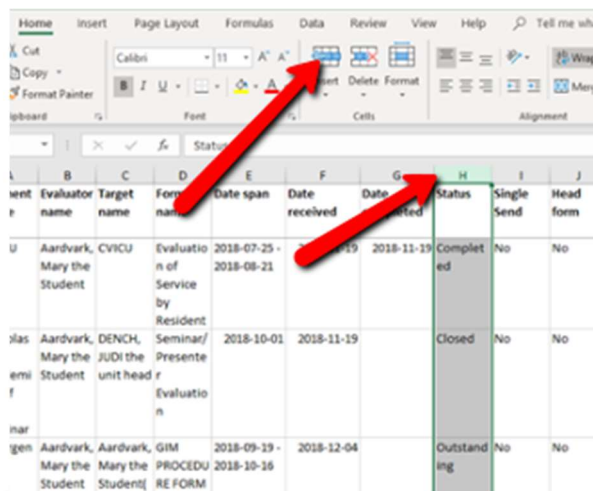 Home Insert Page Layout Formulas Data Review View Help Tell me wh
Cut
Copy
Format Painter
Calibri 11 A A
B I U A
Delete Format
Wrap
Font Cells Alignment
fx Statu
B C D E F G H I J
Evaluator Target Date span Date Status Single Head
name name received Send form
Aardvark, CVICU Evaluatio 2018-07-25 - 2018-11-19 Complet No No
Mary the n of 2018-08-21 ed
Student Service
by
Resident
DENCH, Seminar/ 2018-10-01 2018-11-19 Closed No No
Aardvark, JUDI the Presente
Mary the unit head r
Student Evaluatio
n
Aardvark, Aardvark, GIM 2018-09-19 - 2018-12-04 Outstand No No
Mary the Mary the PROCEDU 2018-10-16 ing
Student Student( RE FORM